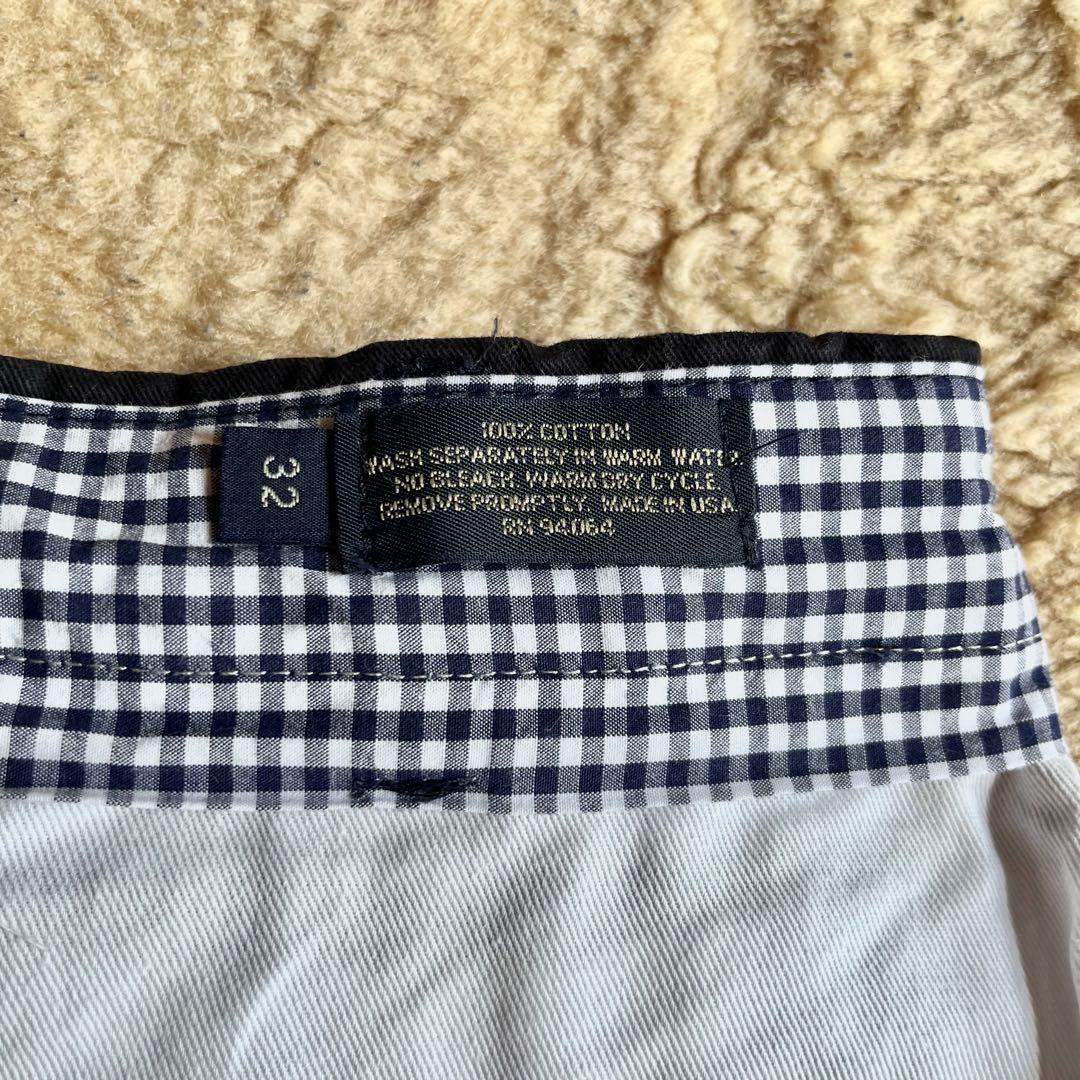 32
100% COTTON
WASH SEPARATELY IN WARM WATER
NO BLEACH. WARM DRY CYCLE
REMOVE PROMPTLY. MADE IN USA
RN 94064